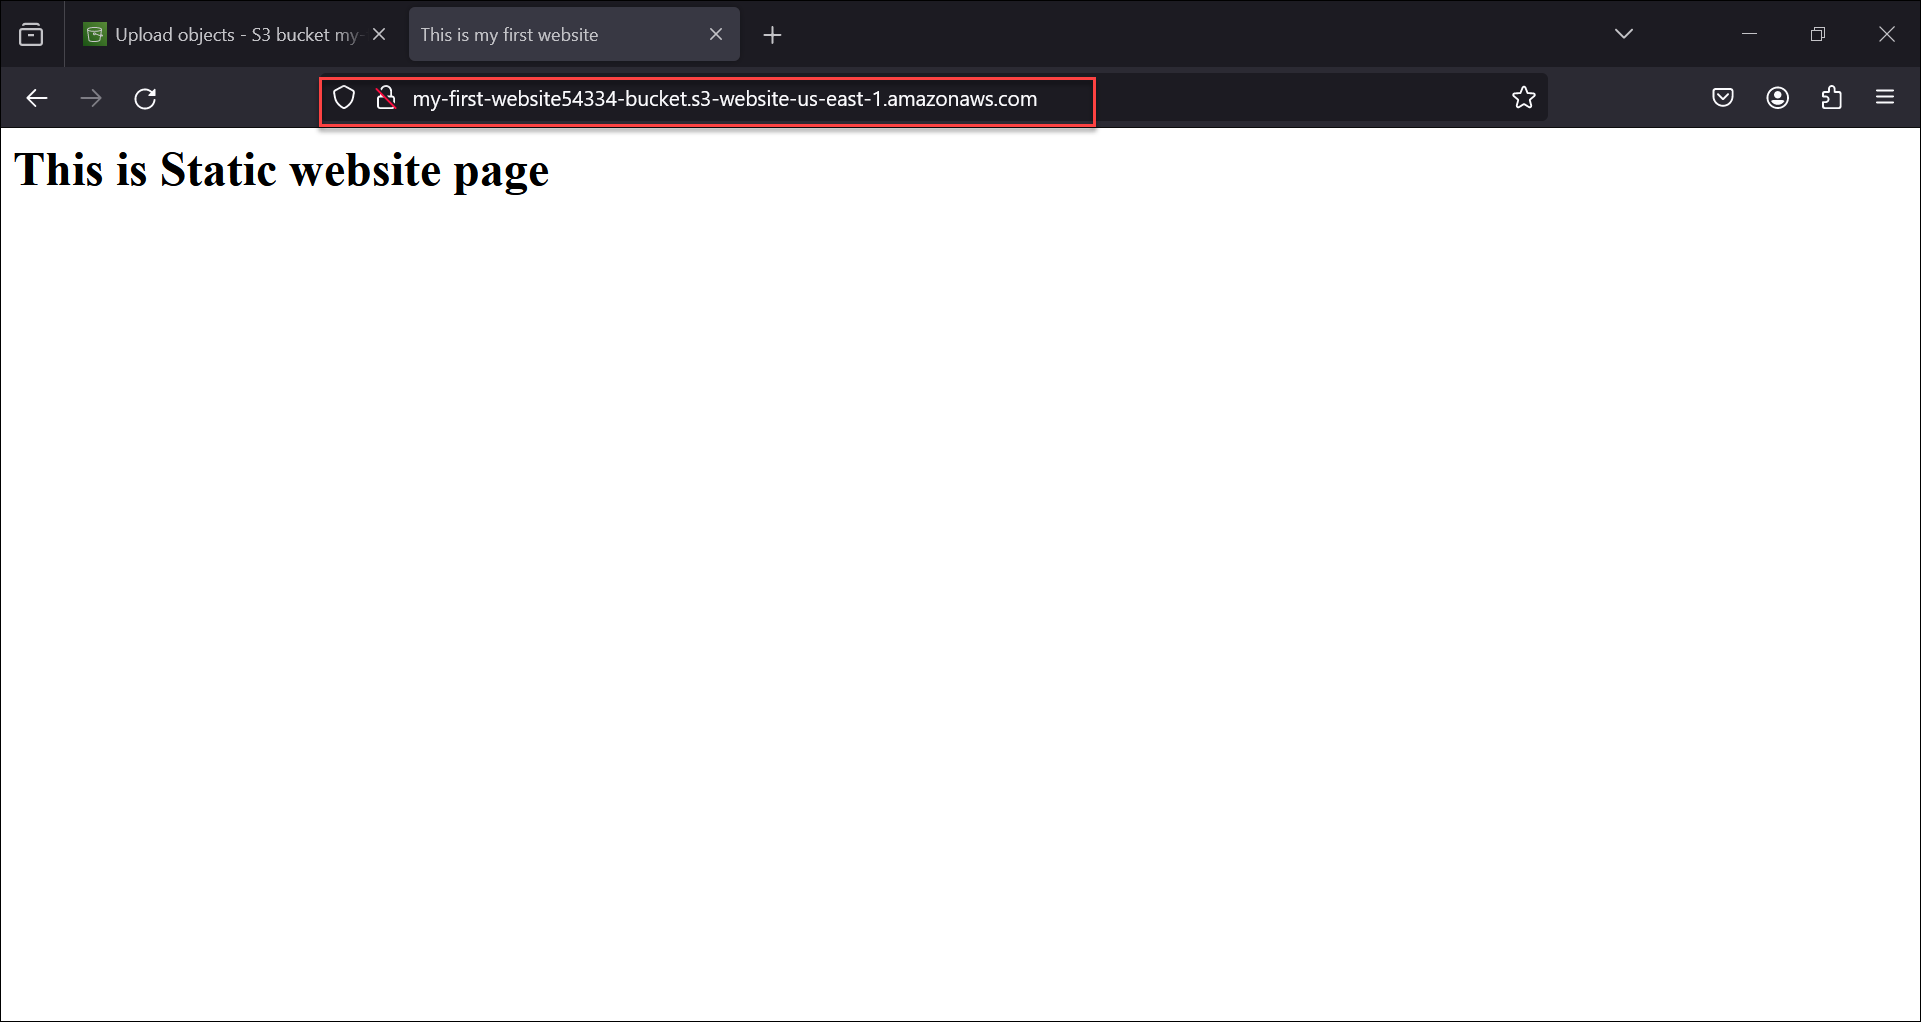 Upload objects - S3 bucket my-
This is my first website
my-first-website54334-bucket.s3-website-us-east-1.amazonaws.com
This is Static website page